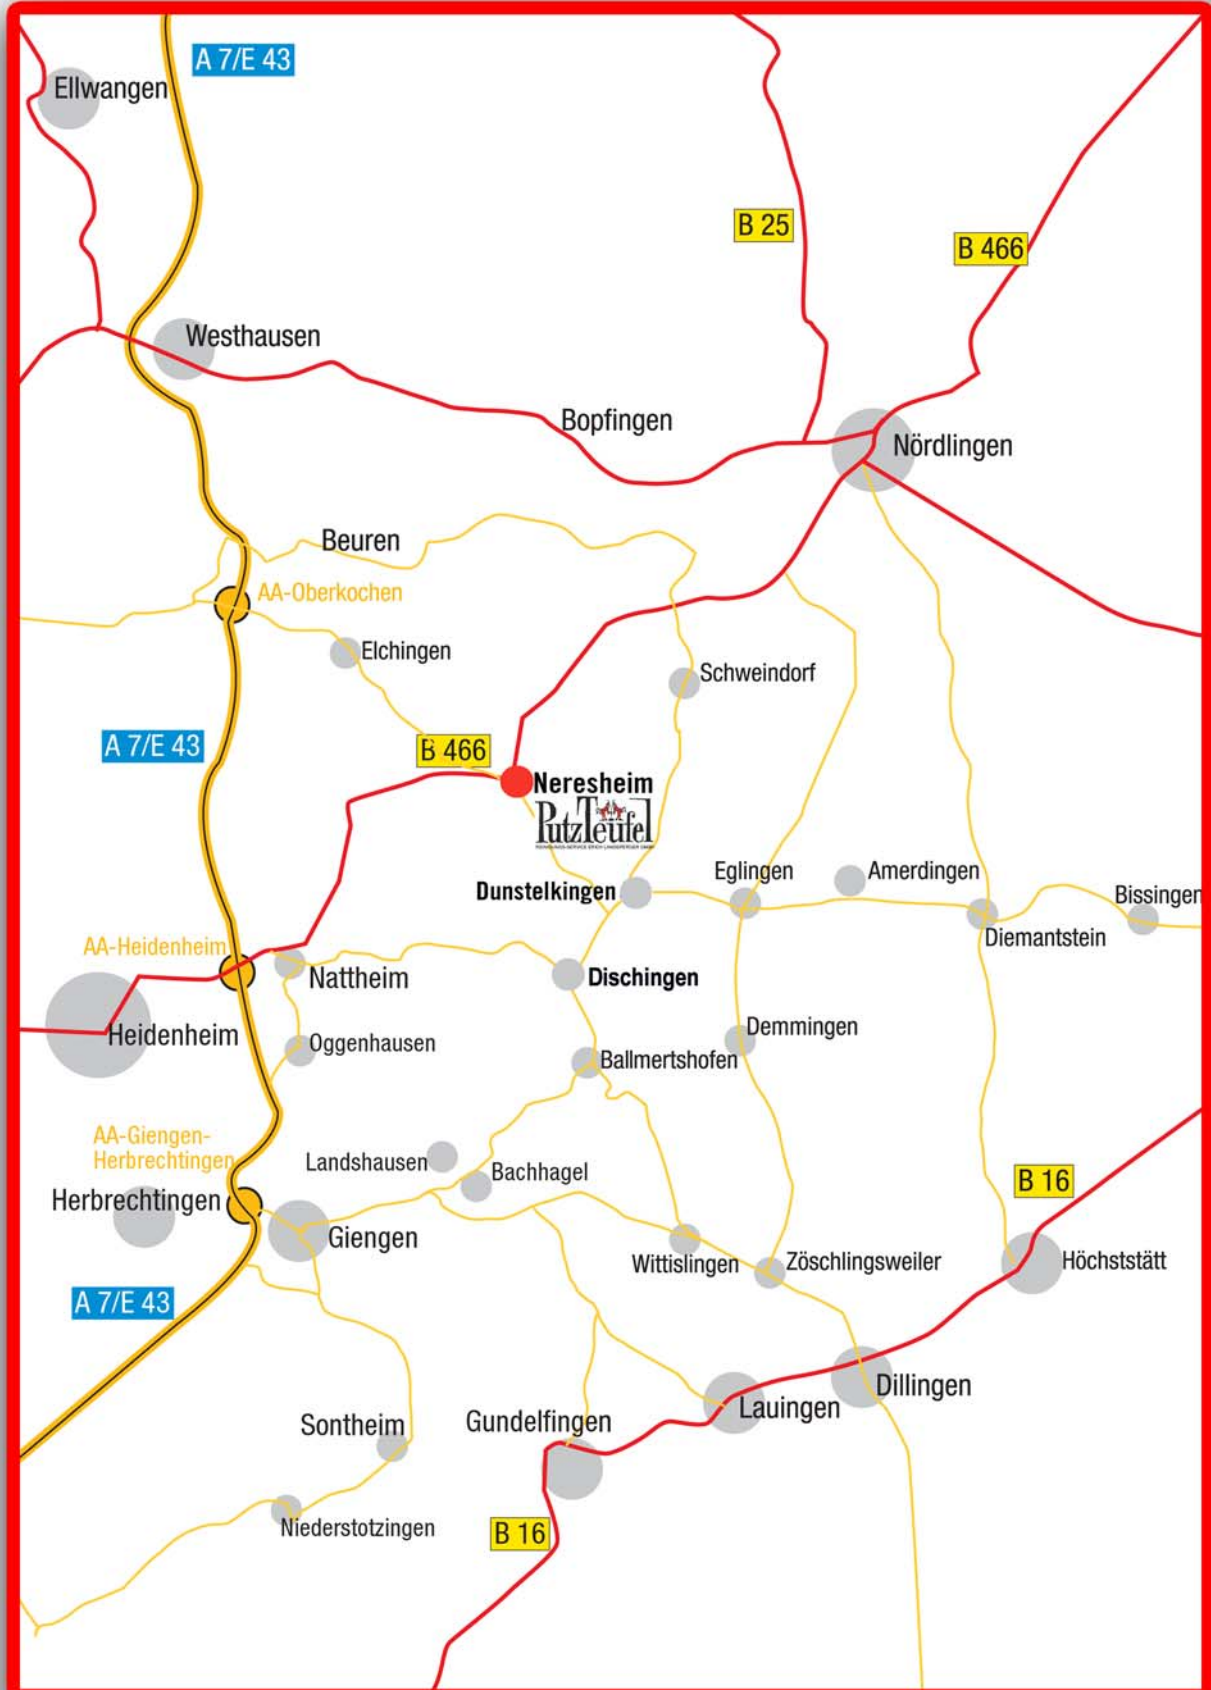 A 7/E 43
Ellwangen
B 25
B 466
Westhausen
Bopfingen
Nördlingen
Beuren
AA-Oberkochen
Elchingen
Schweindorf
A 7/E 43
B 466
Neresheim
PutzTeufel
Eglingen
Amerdingen
Dunstelkingen
Bissingen
Diemantstein
AA-Heidenheim
Nattheim
Dischingen
Heidenheim
Oggenhausen
Demmingen
Ballmertshofen
AA-Giengen-
Herbrechtingen
Landshausen
Bachhagel
B 16
Herbrechtingen
Giengen
Wittislingen
Zöschlingsweiler
Höchststätt
A 7/E 43
Dillingen
Lauingen
Sontheim
Gundelfingen
Niederstotzingen
B 16